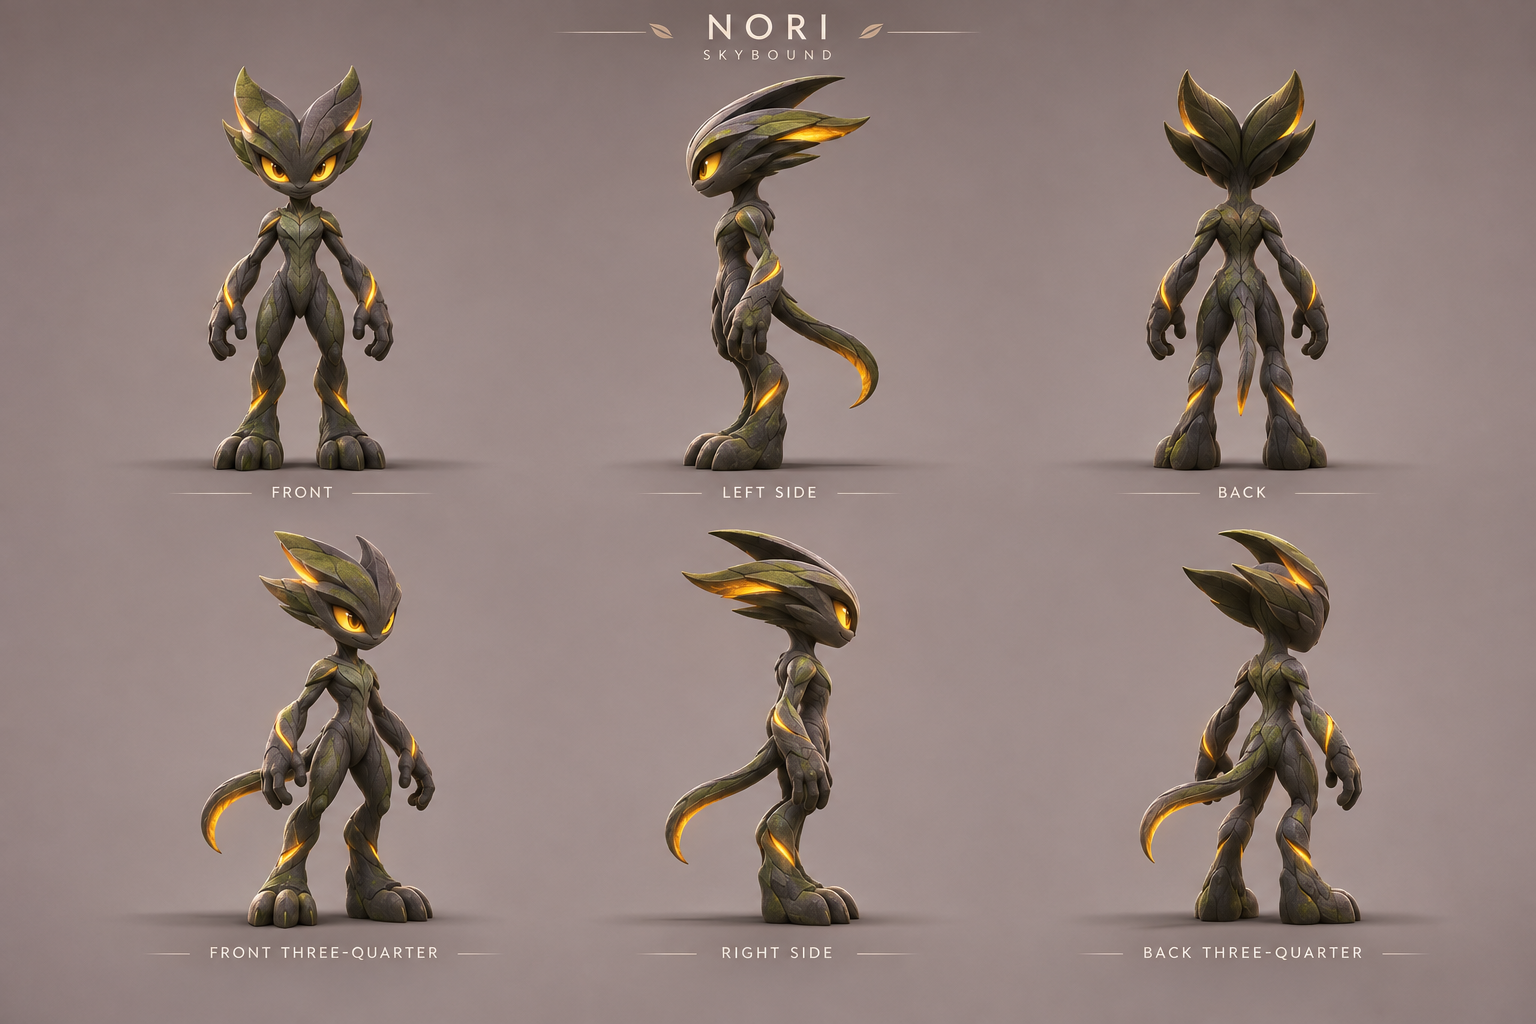 NORI
SKYBOUND
FRONT
LEFT SIDE
BACK
FRONT THREE-QUARTER
RIGHT SIDE
BACK THREE-QUARTER